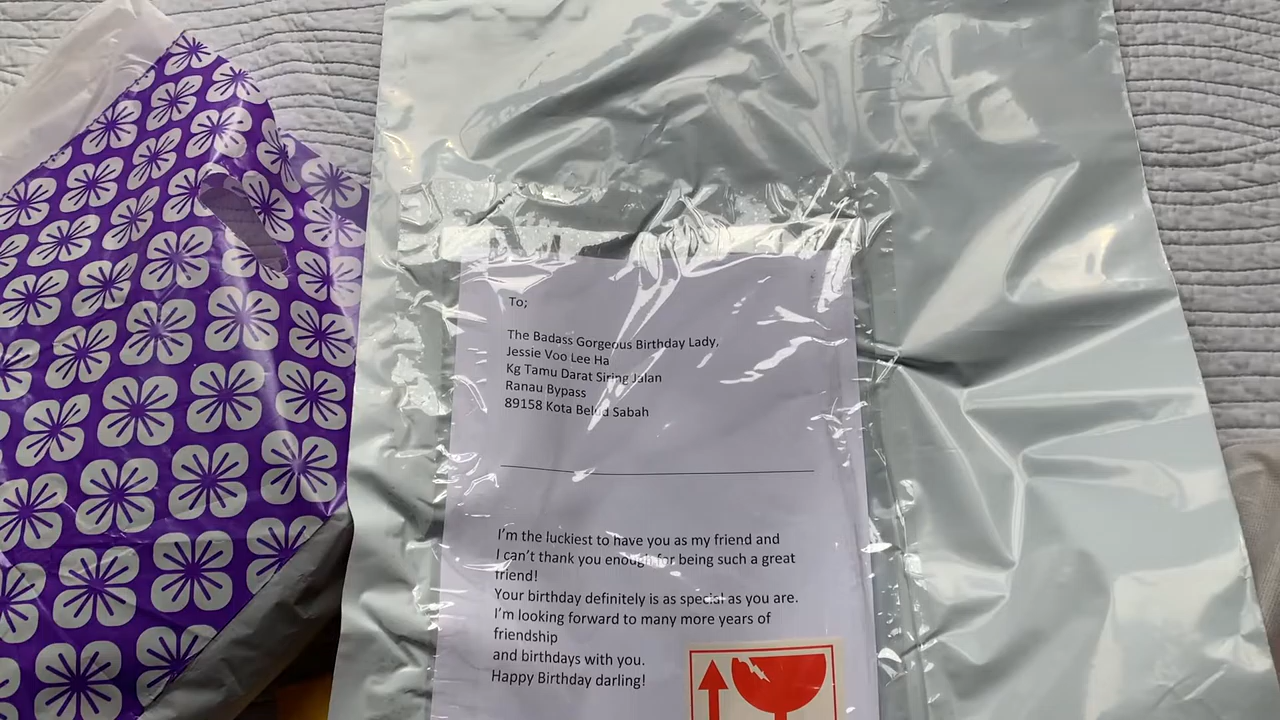 To;
The Badass Gorgeous Birthday Lady,
Jessie Voo Lee Ha
Kg Tamu Darat Siring Jalan
Ranau Bypass
89158 Kota Belud Sabah
I'm the luckiest to have you as my friend and
I can't thank you enough for being such a great
friend!
Your birthday definitely is as special as you are.
I'm looking forward to many more years of
friendship
and birthdays with you.
Happy Birthday darling!